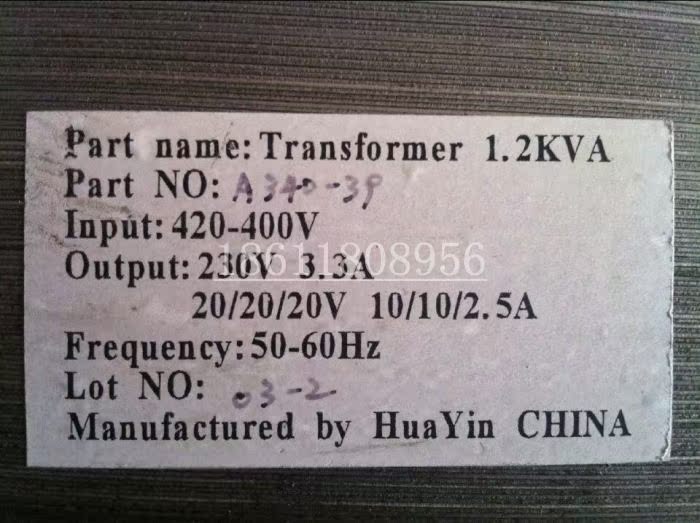 Part name: Transformer 1.2KVA
Part NO: A340-39
Input: 420-400V
18611808956
Output: 230V 3.3A
20/20/20V 10/10/2.5A
Frequency: 50-60Hz
Lot NO: 03-2
Manufactured by HuaYin CHINA